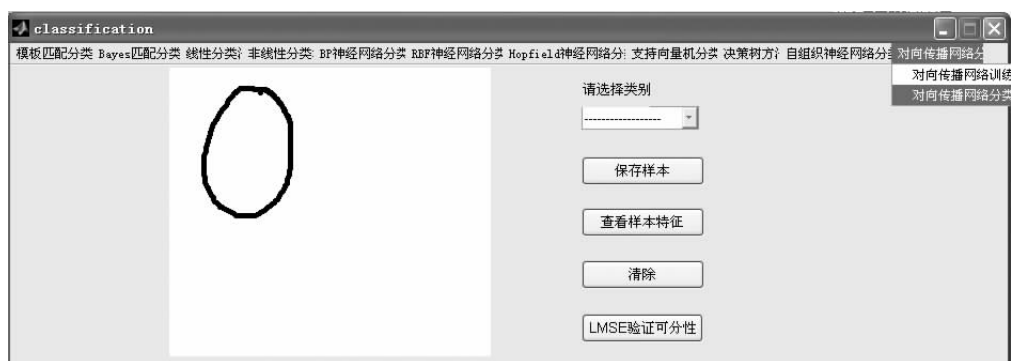 classification
模板匹配分类 Bayes匹配分类 线性分类 非线性分类 BP神经网络分类 RBF神经网络分类 Hopfield神经网络分 支持向量机分类 决策树方 自组织神经网络分类 对向传播网络分
对向传播网络训练
对向传播网络分类
请选择类别
------------------
保存样本
查看样本特征
清除
LMSE验证可分性